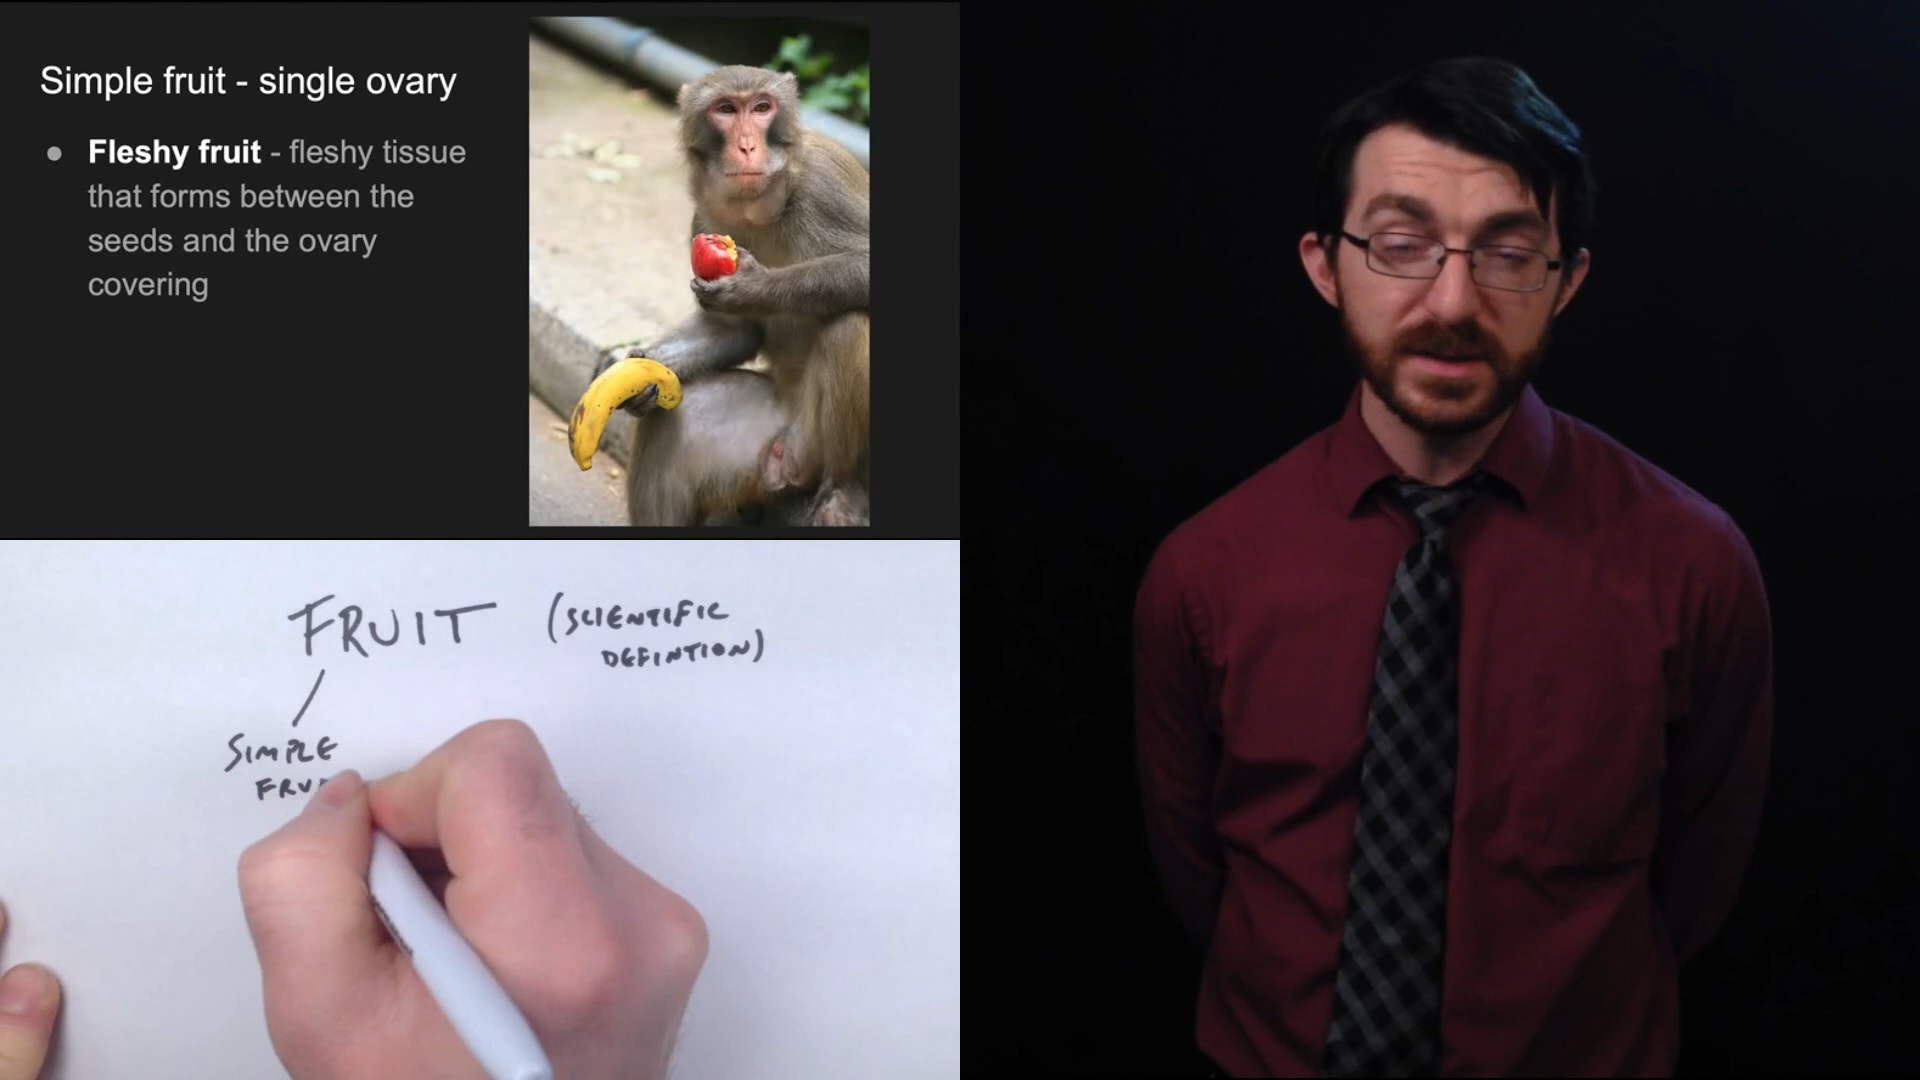 Simple fruit - single ovary
● Fleshy fruit - fleshy tissue
that forms between the
seeds and the ovary
covering
FRUIT (SCIENTIFIC
DEFINTION)
SIMPLE